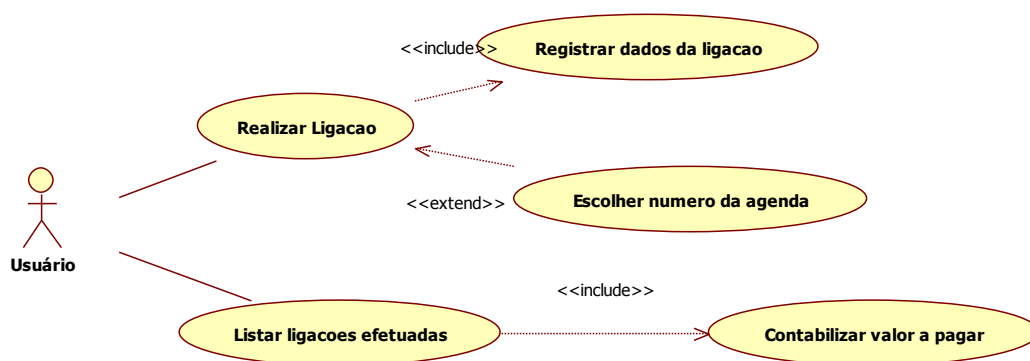 <<include>>
Registrar dados da ligacao
Realizar Ligacao
Escolher numero da agenda
<<extend>>
Usuário
<<include>>
Listar ligacoes efetuadas
Contabilizar valor a pagar